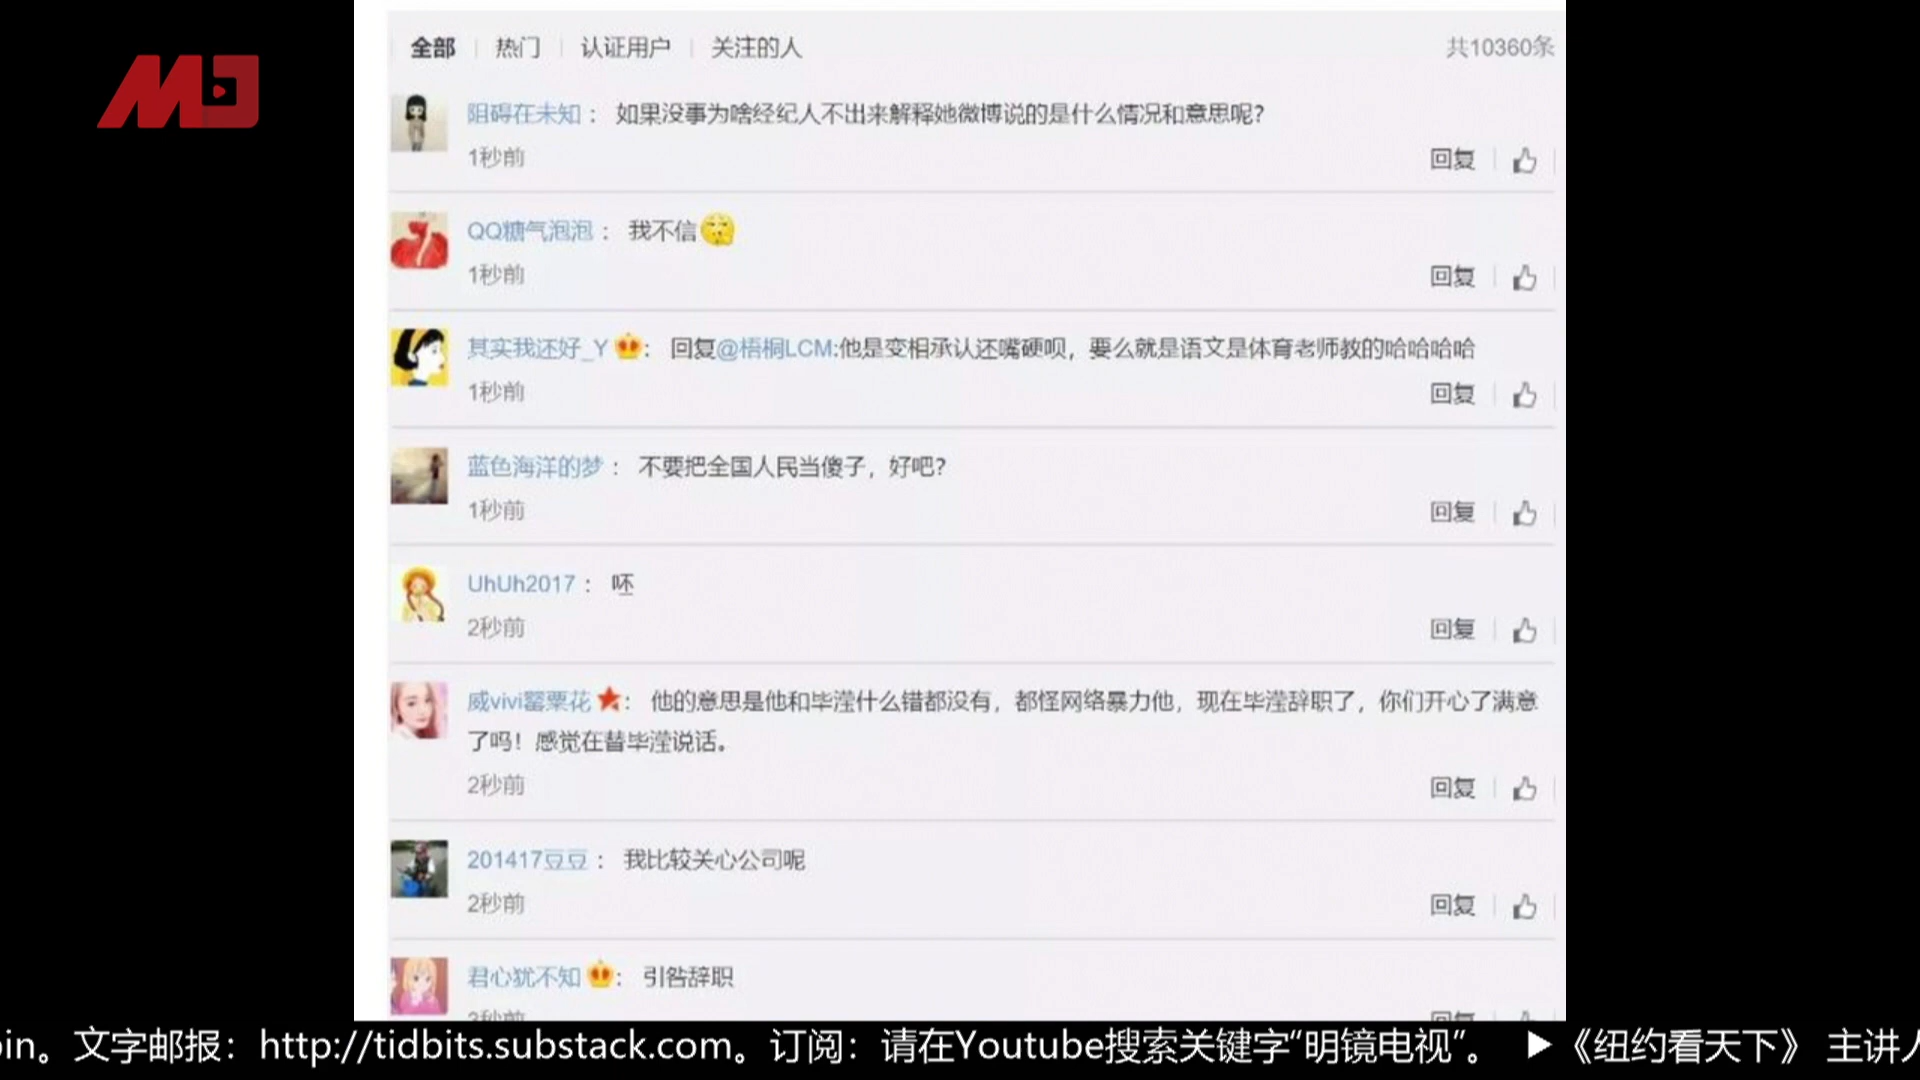 全部 热门 认证用户 关注的人 共10360条
阻碍在未知： 如果没事为啥经纪人不出来解释她微博说的是什么情况和意思呢？
1秒前
回复
QQ糖气泡泡： 我不信
1秒前
回复
其实我还好_Y： 回复@梧桐LCM:他是变相承认还嘴硬呗，要么就是语文是体育老师教的哈哈哈哈
1秒前
回复
蓝色海洋的梦： 不要把全国人民当傻子，好吧？
1秒前
回复
UhUh2017： 呸
2秒前
回复
威vivi罂粟花： 他的意思是他和毕滢什么错都没有，都怪网络暴力他，现在毕滢辞职了，你们开心了满意
了吗！感觉在替毕滢说话。
2秒前
回复
201417豆豆： 我比较关心公司呢
2秒前
回复
君心犹不知： 引咎辞职
in。文字邮报：http://tidbits.substack.com。订阅：请在Youtube搜索关键字“明镜电视”。 ▶《纽约看天下》 主讲人